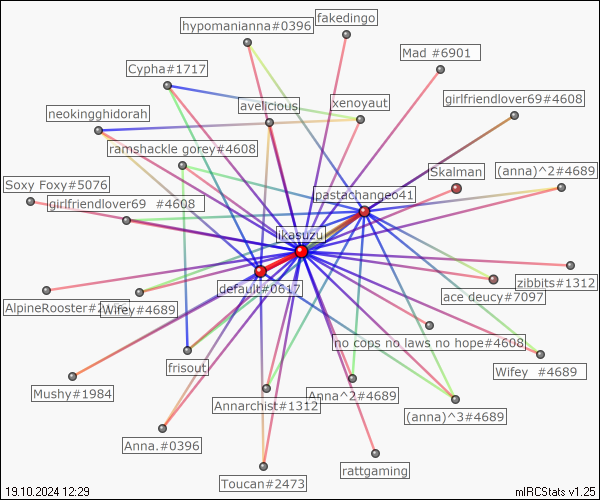 fakedingo
hypomanianna#0396
Mad #6901
Cypha#1717
avelicious
xenoyaut
girlfriendlover69#4608
neokingghidorah
ramshackle gorey#4608
Skalman
(anna)^2#4689
Soxy Foxy#5076
girlfriendlover69 #4608
pastachangeo41
ikasuzu
default#0617
zibbits#1312
ace deucy#7097
AlpineRooster#2
Wifey#4689
no cops no laws no hope#4608
frisout
Wifey #4689
Mushy#1984
Annarchist#1312
Anna^2#4689
(anna)^3#4689
Anna.#0396
rattgaming
Toucan#2473
19.10.2024 12:29
mIRCStats v1.25